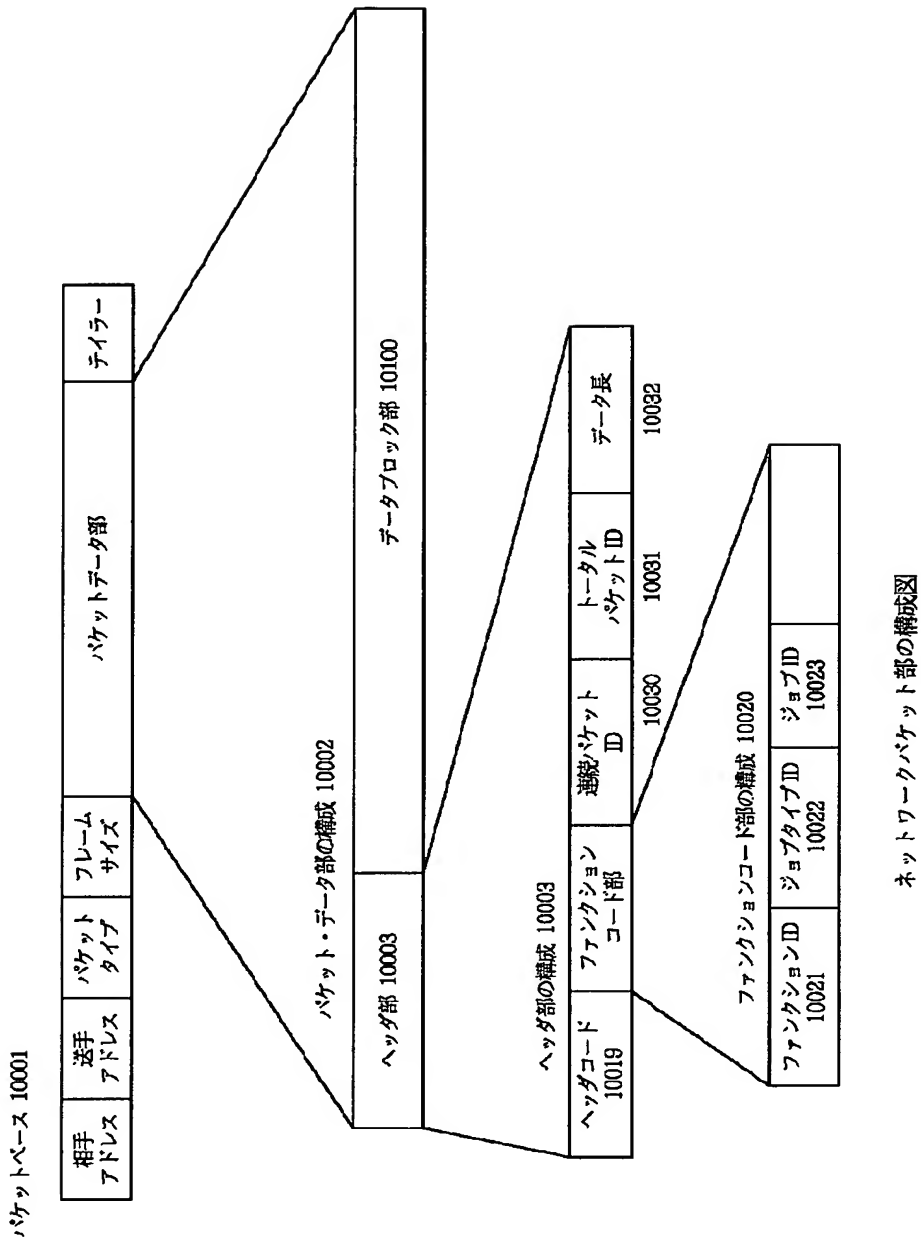 パケットベース 10001
相手
アドレス
送手
アドレス
パケット
タイプ
フレーム
サイズ
パケットデータ部
テイラー
パケット・データ部の構成 10002
ヘッダ部 10003
データブロック部 10100
ヘッダ部の構成 10003
ヘッダコード
10019
ファンクション
コード部
連続パケット
ID
トータル
パケットID
データ長
10030
10031
10032
ファンクションコード部の構成 10020
ファンクションID
10021
ジョブタイプID
10022
ジョブID
10023
ネットワークパケット部の構成図